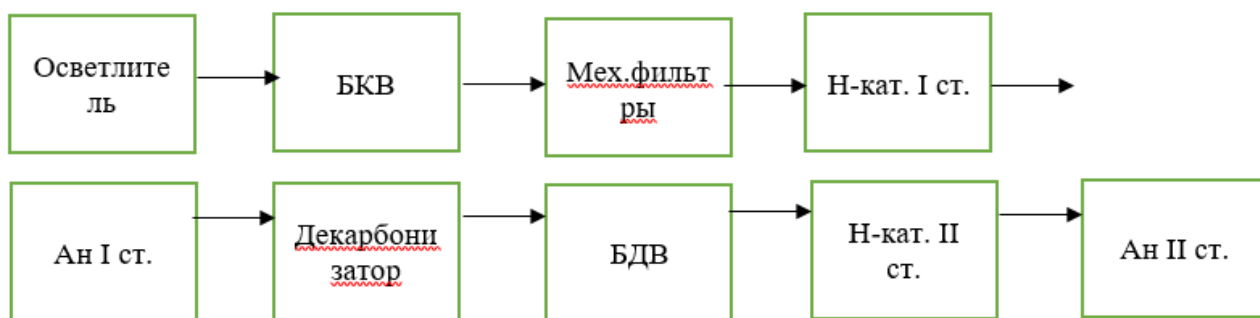 Осветлите
ль
БКВ
Мех.фильт
ры
Н-кат. I ст.
Ан I ст.
Декарбони
затор
БДВ
Н-кат. II
ст.
Ан II ст.